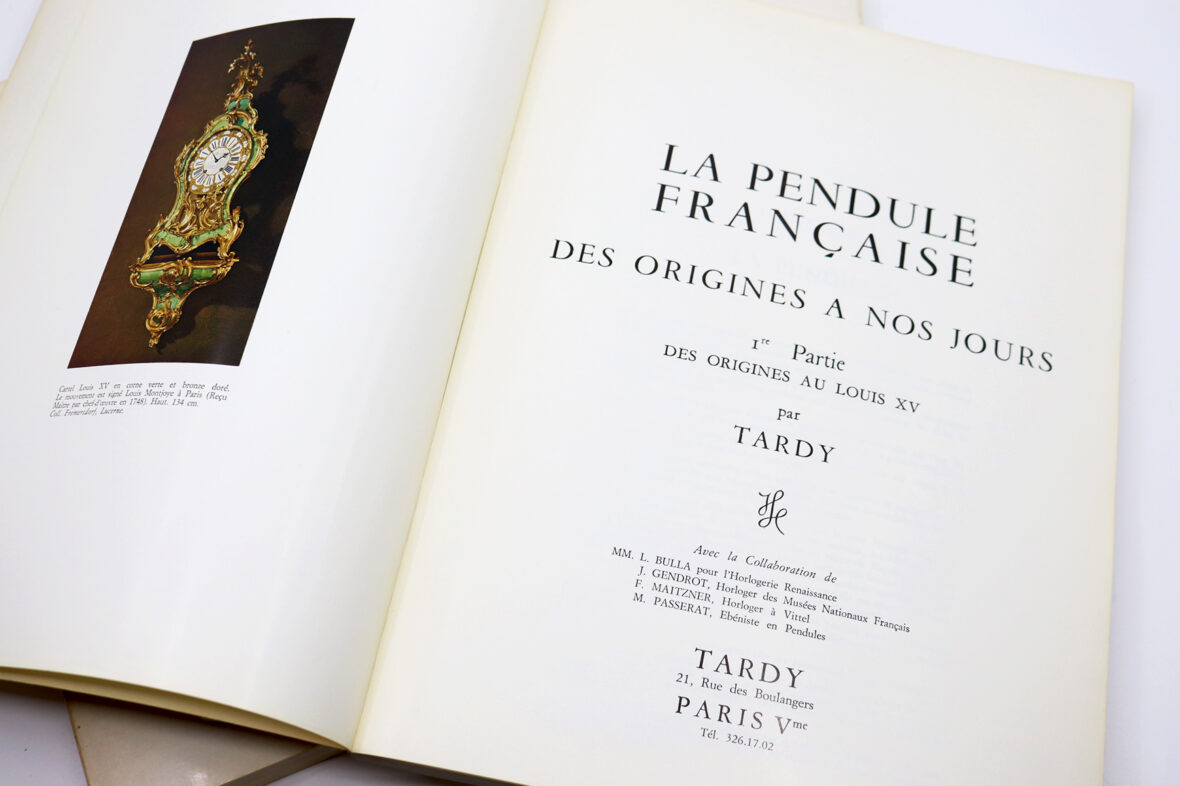 Cartel Louis XV en corne verte et bronze doré.
Le mouvement est signé Louis Montjoye à Paris (Reçu
Maître par chef-d'œuvre en 1748). Haut. 134 cm.
Coll. Fremersdorf, Lucerne.
LA PENDULE
FRANÇAISE
DES ORIGINES A NOS JOURS
1re Partie
DES ORIGINES AU LOUIS XV
par
TARDY
Avec la Collaboration de
MM. L. BULLA pour l'Horlogerie Renaissance
J. GENDROT, Horloger des Musées Nationaux Français
F. MAITZNER, Horloger à Vittel
M. PASSERAT, Ebéniste en Pendules
TARDY
21, Rue des Boulangers
PARIS Vme
Tél. 326.17.02